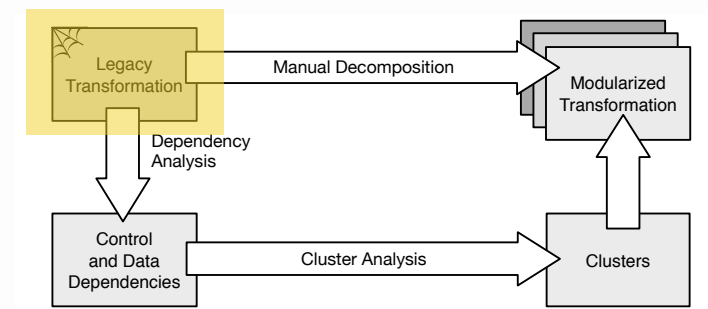 Legacy
Transformation
Manual Decomposition
Modularized
Transformation
Dependency
Analysis
Control
and Data
Dependencies
Cluster Analysis
Clusters